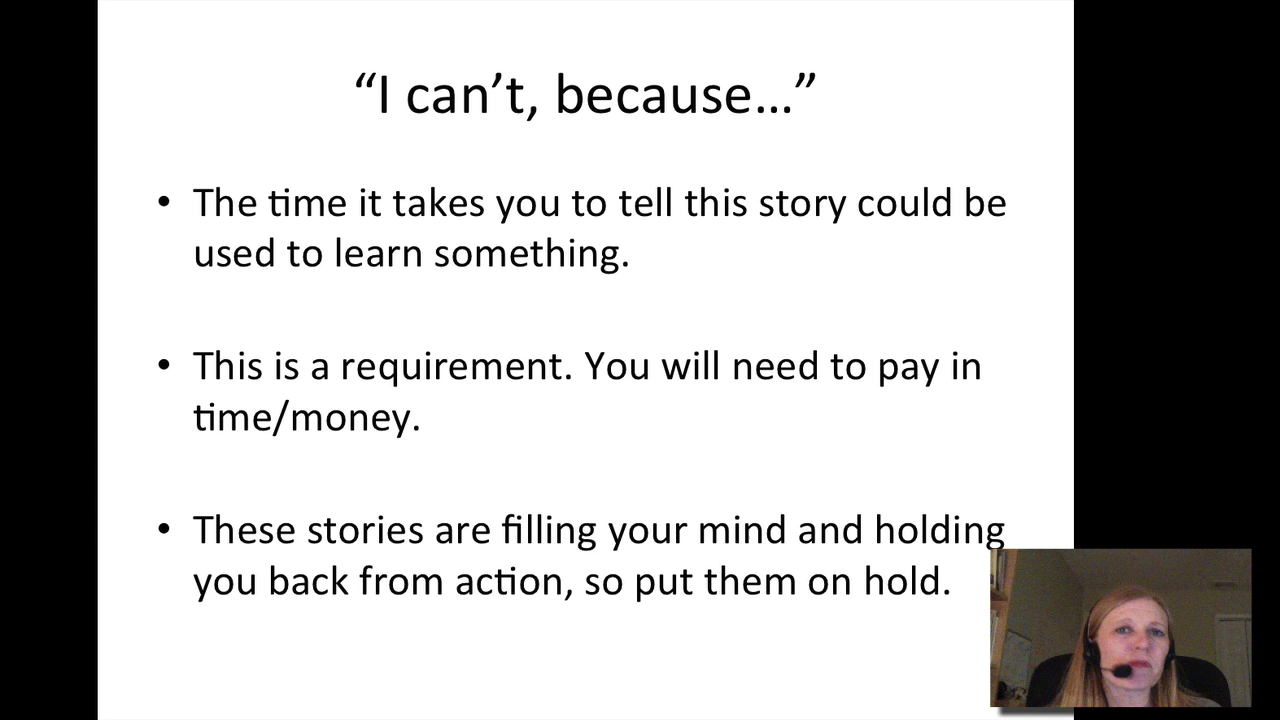 “I can’t, because…”
• The time it takes you to tell this story could be
used to learn something.
• This is a requirement. You will need to pay in
time/money.
• These stories are filling your mind and holding
you back from action, so put them on hold.